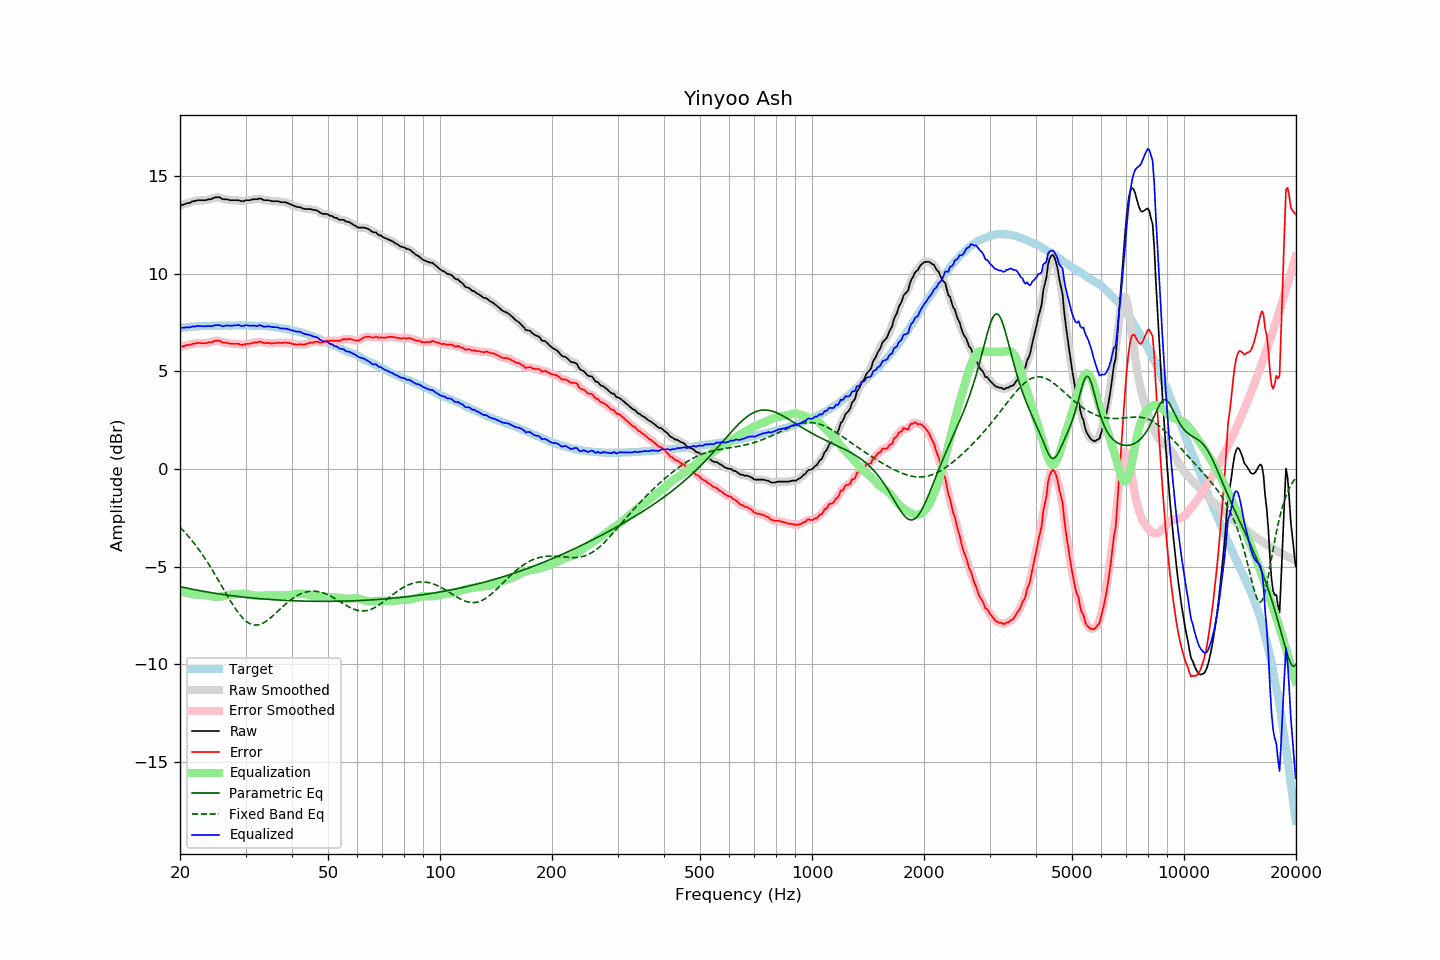 Yinyoo Ash
Amplitude (dBr)
15
10
5
0
−5
−10
−15
Target
Raw Smoothed
Error Smoothed
Raw
Error
Equalization
Parametric Eq
Fixed Band Eq
Equalized
20 50 100 200 500 1000 2000 5000 10000 20000
Frequency (Hz)